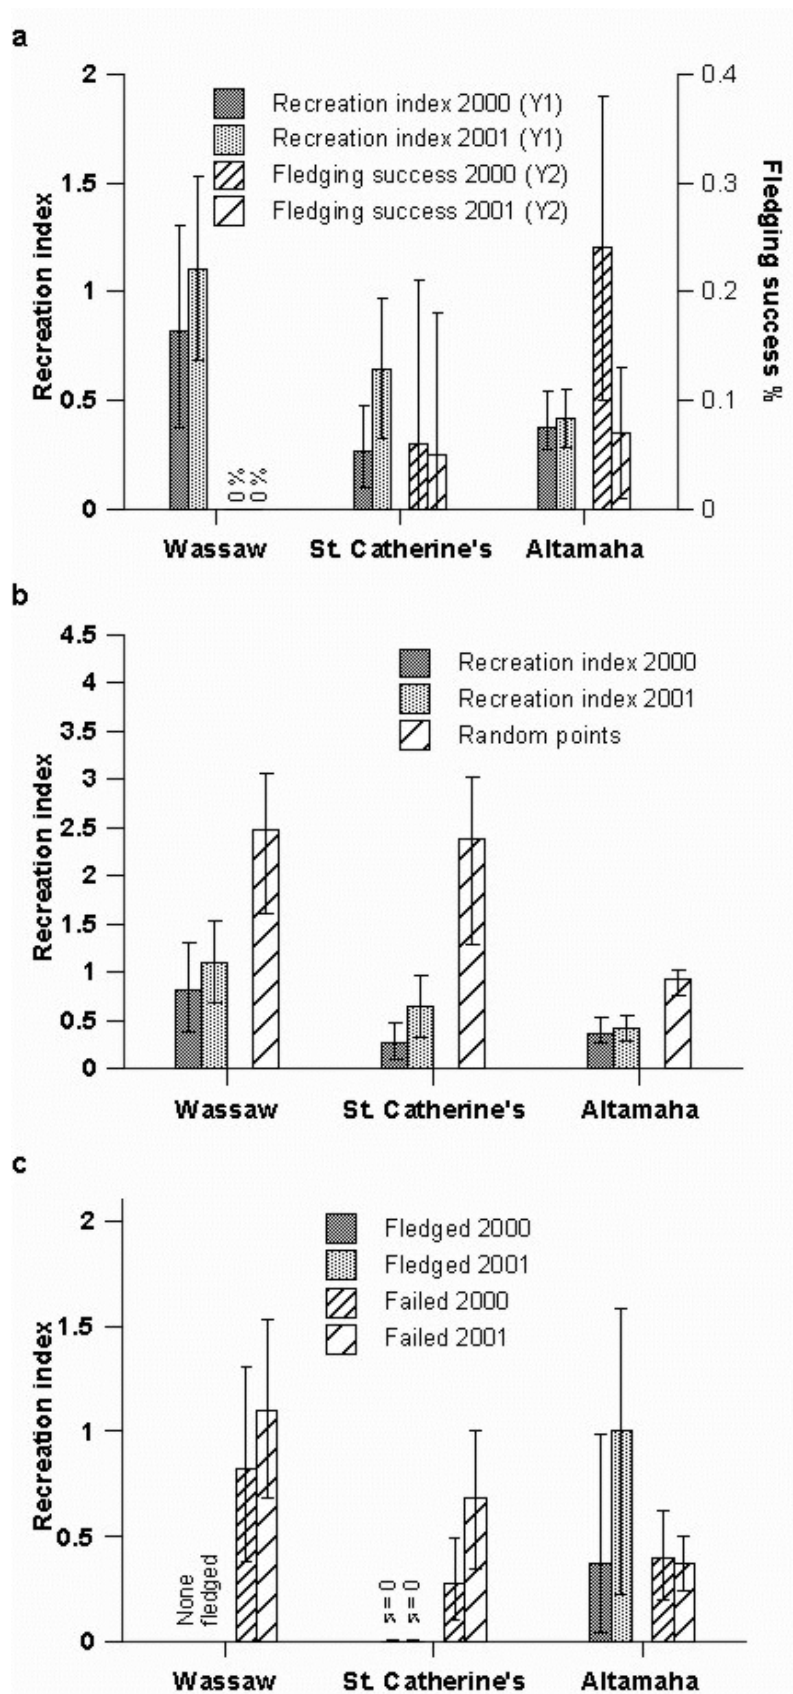 a
2
1.5
1
0.5
0
Recreation index
Recreation index 2000 (Y1)
Recreation index 2001 (Y1)
Fledging success 2000 (Y2)
Fledging success 2001 (Y2)
0.4
0.3
0.2
0.1
0
Fledging success %
0%
0%
Wassaw St. Catherine's Altamaha
b
4.5
4
3.5
3
2.5
2
1.5
1
0.5
0
Recreation index
Recreation index 2000
Recreation index 2001
Random points
Wassaw St. Catherine's Altamaha
c
2
1.5
1
0.5
0
Recreation index
Fledged 2000
Fledged 2001
Failed 2000
Failed 2001
None
fledged
=0
=0
Wassaw St. Catherine's Altamaha